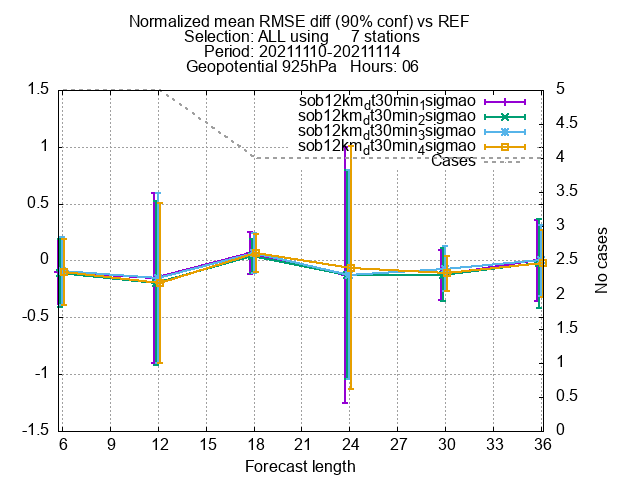 Normalized mean RMSE diff (90% conf) vs REF
Selection: ALL using     7 stations
Period: 20211110-20211114
Geopotential 925hPa   Hours: 06
sob12km_dt30min_1sigmao
sob12km_dt30min_2sigmao
sob12km_dt30min_3sigmao
sob12km_dt30min_4sigmao
Cases
1.5
1
0.5
0
-0.5
-1
-1.5
5
4.5
4
3.5
3
2.5
2
1.5
1
0.5
0
No cases
6 9 12 15 18 21 24 27 30 33 36
Forecast length